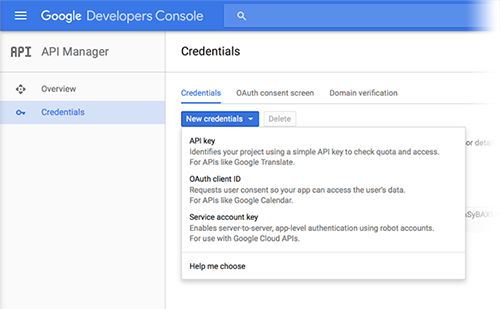 Google Developers Console
API API Manager
Credentials
Overview
Credentials
Credentials OAuth consent screen Domain verification
New credentials Delete
API key
Identifies your project using a simple API key to check quota and access.
For APIs like Google Translate.
or detai
OAuth client ID
Requests user consent so your app can access the user's data.
For APIs like Google Calendar.
Service account key
Enables server-to-server, app-level authentication using robot accounts.
For use with Google Cloud APIs.
Help me choose